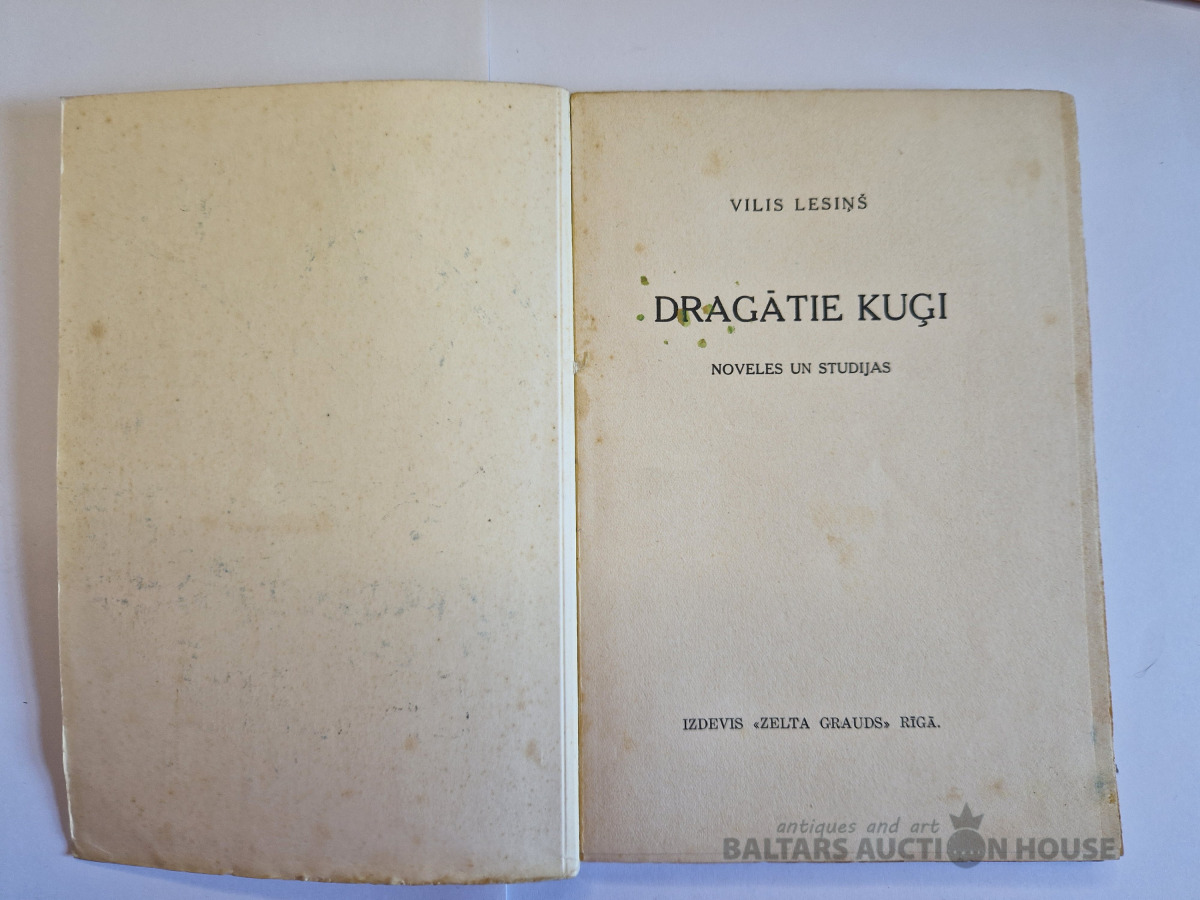 VILIS LESIŅŠ
DRAGĀTIE KUĢI
NOVELES UN STUDIJAS
IZDEVIS «ZELTA GRAUDS» RĪGĀ.
antiques and art
BALTARS AUCTION HOUSE